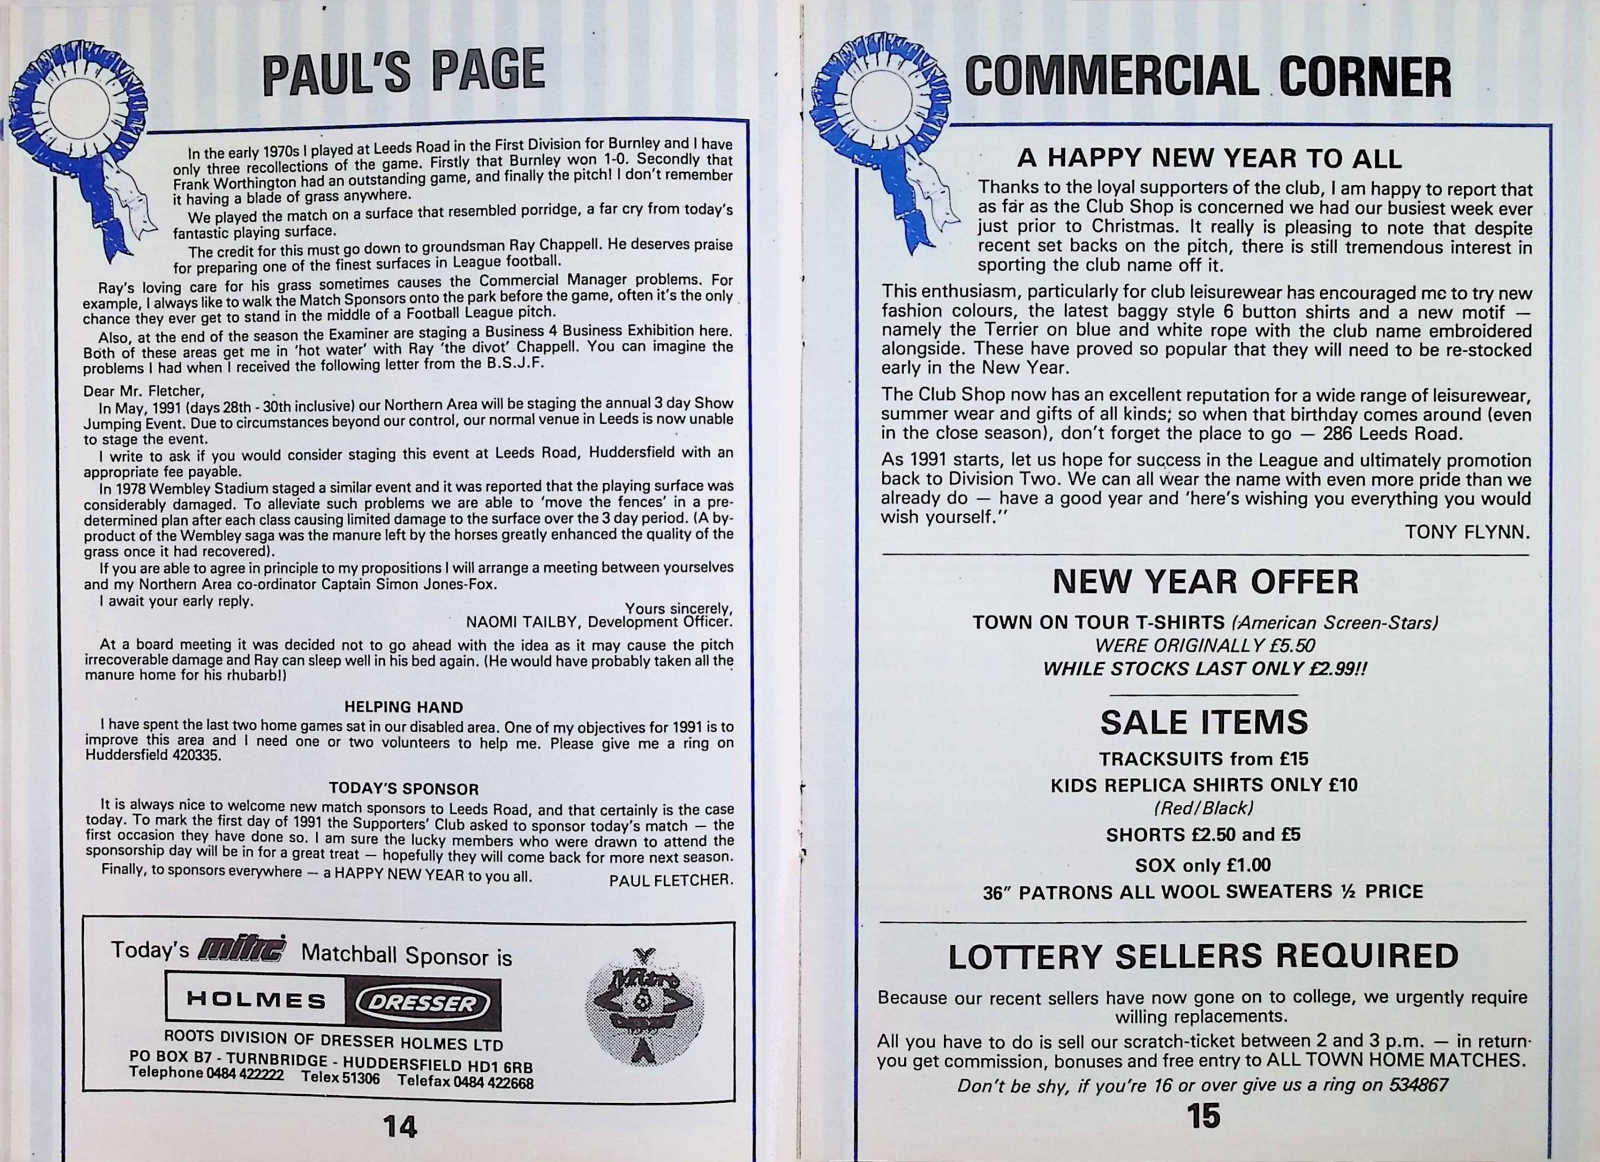 PAUL'S PAGE
In the early 1970s I played at Leeds Road in the First Division for Burnley and I have
only three recollections of the game. Firstly that Burnley won 1-0. Secondly that
Frank Worthington had an outstanding game, and finally the pitch! I don't remember
it having a blade of grass anywhere.
We played the match on a surface that resembled porridge, a far cry from today's
fantastic playing surface.
The credit for this must go down to groundsman Ray Chappell. He deserves praise
for preparing one of the finest surfaces in League football.
Ray's loving care for his grass sometimes causes the Commercial Manager problems. For
example, I always like to walk the Match Sponsors onto the park before the game, often it's the only
chance they ever get to stand in the middle of a Football League pitch.
Also, at the end of the season the Examiner are staging a Business 4 Business Exhibition here.
Both of these areas get me in 'hot water' with Ray 'the divot' Chappell. You can imagine the
problems I had when I received the following letter from the B.S.J.F.
Dear Mr. Fletcher,
In May, 1991 (days 28th - 30th inclusive) our Northern Area will be staging the annual 3 day Show
Jumping Event. Due to circumstances beyond our control, our normal venue in Leeds is now unable
to stage the event.
I write to ask if you would consider staging this event at Leeds Road, Huddersfield with an
appropriate fee payable.
In 1978 Wembley Stadium staged a similar event and it was reported that the playing surface was
considerably damaged. To alleviate such problems we are able to 'move the fences' in a pre-
determined plan after each class causing limited damage to the surface over the 3 day period. (A by-
product of the Wembley saga was the manure left by the horses greatly enhanced the quality of the
grass once it had recovered).
If you are able to agree in principle to my propositions I will arrange a meeting between yourselves
and my Northern Area co-ordinator Captain Simon Jones-Fox.
I await your early reply.
Yours sincerely,
NAOMI TAILBY, Development Officer.
At a board meeting it was decided not to go ahead with the idea as it may cause the pitch
irrecoverable damage and Ray can sleep well in his bed again. (He would have probably taken all the
manure home for his rhubarb!)
HELPING HAND
I have spent the last two home games sat in our disabled area. One of my objectives for 1991 is to
improve this area and I need one or two volunteers to help me. Please give me a ring on
Huddersfield 420335.
TODAY'S SPONSOR
It is always nice to welcome new match sponsors to Leeds Road, and that certainly is the case
today. To mark the first day of 1991 the Supporters' Club asked to sponsor today's match — the
first occasion they have done so. I am sure the lucky members who were drawn to attend the
sponsorship day will be in for a great treat — hopefully they will come back for more next season.
Finally, to sponsors everywhere — a HAPPY NEW YEAR to you all.
PAUL FLETCHER.
Today's mitre Matchball Sponsor is
HOLMES DRESSER
ROOTS DIVISION OF DRESSER HOLMES LTD
PO BOX B7 - TURNBRIDGE - HUDDERSFIELD HD1 6RB
Telephone 0484 422222 Telex 51306 Telefax 0484 422668
Mitre
14
COMMERCIAL CORNER
A HAPPY NEW YEAR TO ALL
Thanks to the loyal supporters of the club, I am happy to report that
as far as the Club Shop is concerned we had our busiest week ever
just prior to Christmas. It really is pleasing to note that despite
recent set backs on the pitch, there is still tremendous interest in
sporting the club name off it.
This enthusiasm, particularly for club leisurewear has encouraged me to try new
fashion colours, the latest baggy style 6 button shirts and a new motif —
namely the Terrier on blue and white rope with the club name embroidered
alongside. These have proved so popular that they will need to be re-stocked
early in the New Year.
The Club Shop now has an excellent reputation for a wide range of leisurewear,
summer wear and gifts of all kinds; so when that birthday comes around (even
in the close season), don't forget the place to go — 286 Leeds Road.
As 1991 starts, let us hope for success in the League and ultimately promotion
back to Division Two. We can all wear the name with even more pride than we
already do — have a good year and 'here's wishing you everything you would
wish yourself.''
TONY FLYNN.
NEW YEAR OFFER
TOWN ON TOUR T-SHIRTS (American Screen-Stars)
WERE ORIGINALLY £5.50
WHILE STOCKS LAST ONLY £2.99!!
SALE ITEMS
TRACKSUITS from £15
KIDS REPLICA SHIRTS ONLY £10
(Red/Black)
SHORTS £2.50 and £5
SOX only £1.00
36" PATRONS ALL WOOL SWEATERS ½ PRICE
LOTTERY SELLERS REQUIRED
Because our recent sellers have now gone on to college, we urgently require
willing replacements.
All you have to do is sell our scratch-ticket between 2 and 3 p.m. — in return
you get commission, bonuses and free entry to ALL TOWN HOME MATCHES.
Don't be shy, if you're 16 or over give us a ring on 534867
15